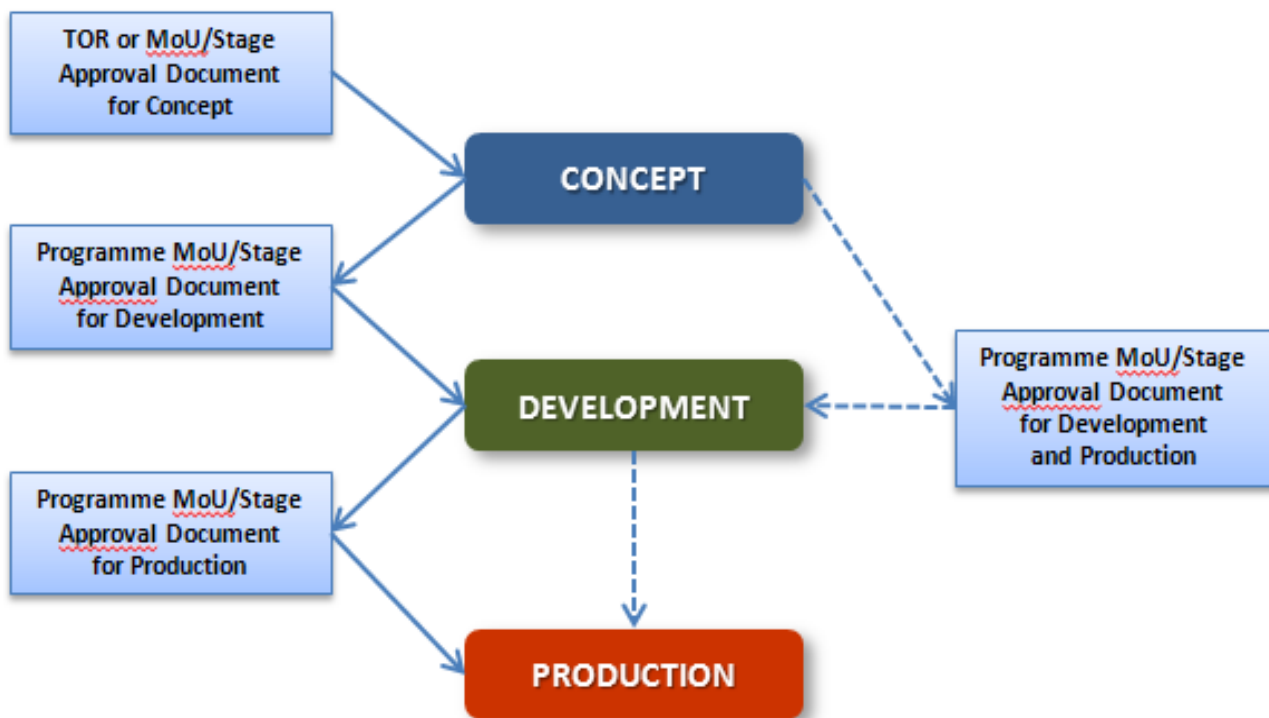 TOR or MoU/Stage
Approval Document
for Concept
CONCEPT
Programme MoU/Stage
Approval Document
for Development
DEVELOPMENT
Programme MoU/Stage
Approval Document
for Development
and Production
Programme MoU/Stage
Approval Document
for Production
PRODUCTION